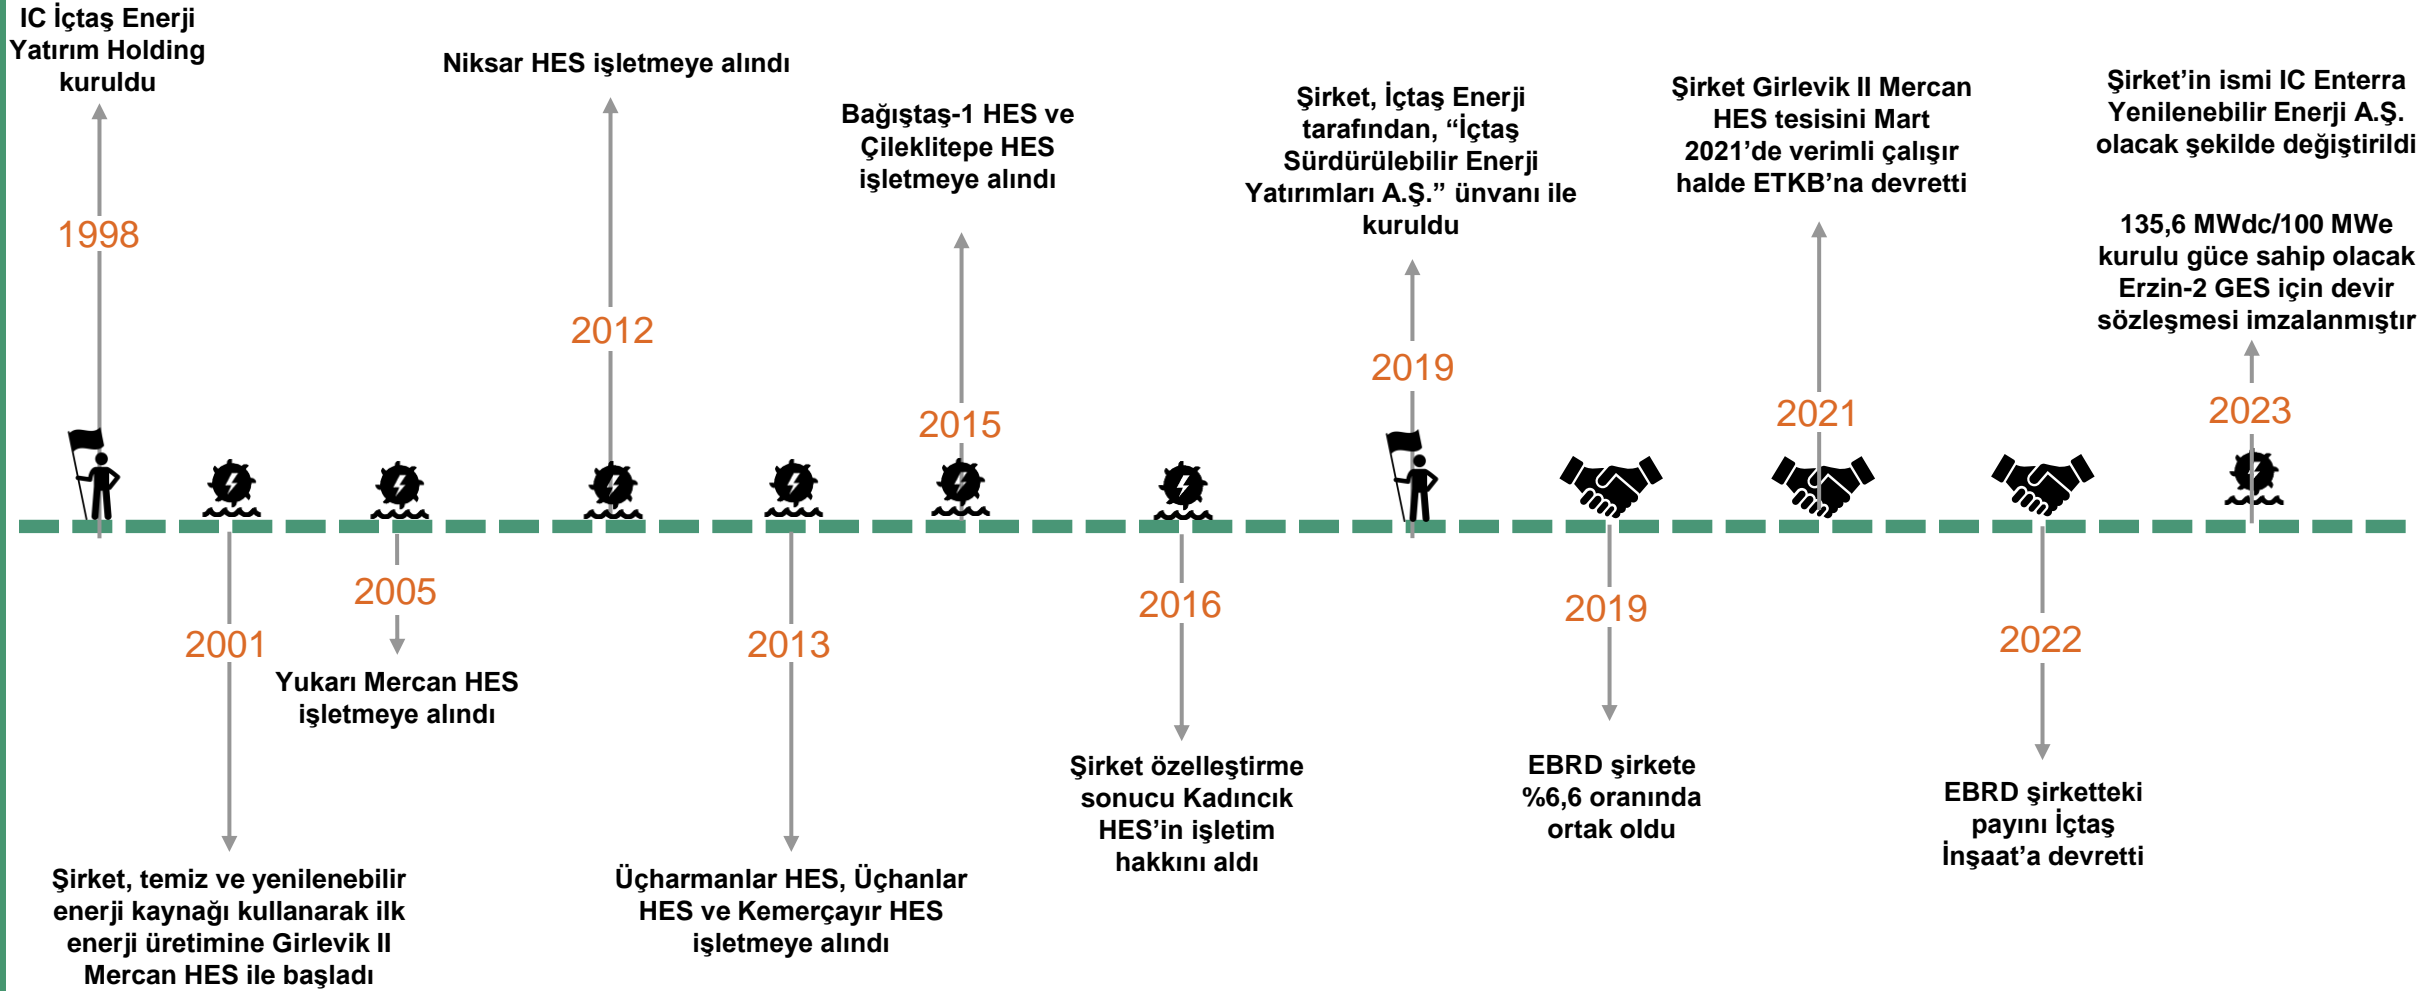 IC İçtaş Enerji
Yatırım Holding
kuruldu
1998
2001
Şirket, temiz ve yenilenebilir
enerji kaynağı kullanarak ilk
enerji üretimine Girlevik II
Mercan HES ile başladı
2005
Yukarı Mercan HES
işletmeye alındı
Niksar HES işletmeye alındı
2012
2013
Üçharmanlar HES, Üçhanlar
HES ve Kemerçayır HES
işletmeye alındı
Bağıştaş-1 HES ve
Çileklitepe HES
işletmeye alındı
2015
2016
Şirket özelleştirme
sonucu Kadıncık
HES’in işletim
hakkını aldı
Şirket, İçtaş Enerji
tarafından, “İçtaş
Sürdürülebilir Enerji
Yatırımları A.Ş.” ünvanı ile
kuruldu
2019
2019
EBRD şirkete
%6,6 oranında
ortak oldu
Şirket Girlevik II Mercan
HES tesisini Mart
2021’de verimli çalışır
halde ETKB’na devretti
2021
2022
EBRD şirketteki
payını İçtaş
İnşaat’a devretti
Şirket’in ismi IC Enterra
Yenilenebilir Enerji A.Ş.
olacak şekilde değiştirildi
135,6 MWdc/100 MWe
kurulu güce sahip olacak
Erzin-2 GES için devir
sözleşmesi imzalanmıştır
2023